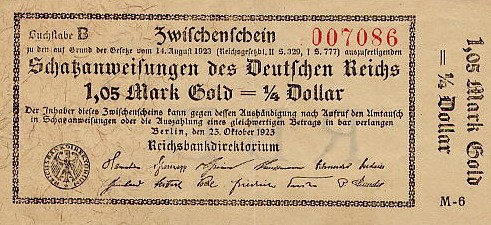 Buchstabe B Zwischenschein 007086
zu den auf Grund der Gesetze vom 14. August 1923 (Reichsgesetzbl. II S. 329, I S. 777) auszufertigenden
Schatzanweisungen des Deutschen Reichs
1,05 Mark Gold = ¼ Dollar
Der Inhaber dieses Zwischenscheins kann gegen dessen Aushändigung nach Aufruf den Umtausch
in Schatzanweisungen oder die Auszahlung eines gleichwertigen Betrags in bar verlangen
Berlin, den 23. Oktober 1923
Reichsbankdirektorium
1,05 Mark Gold
= ¼ Dollar
M-6